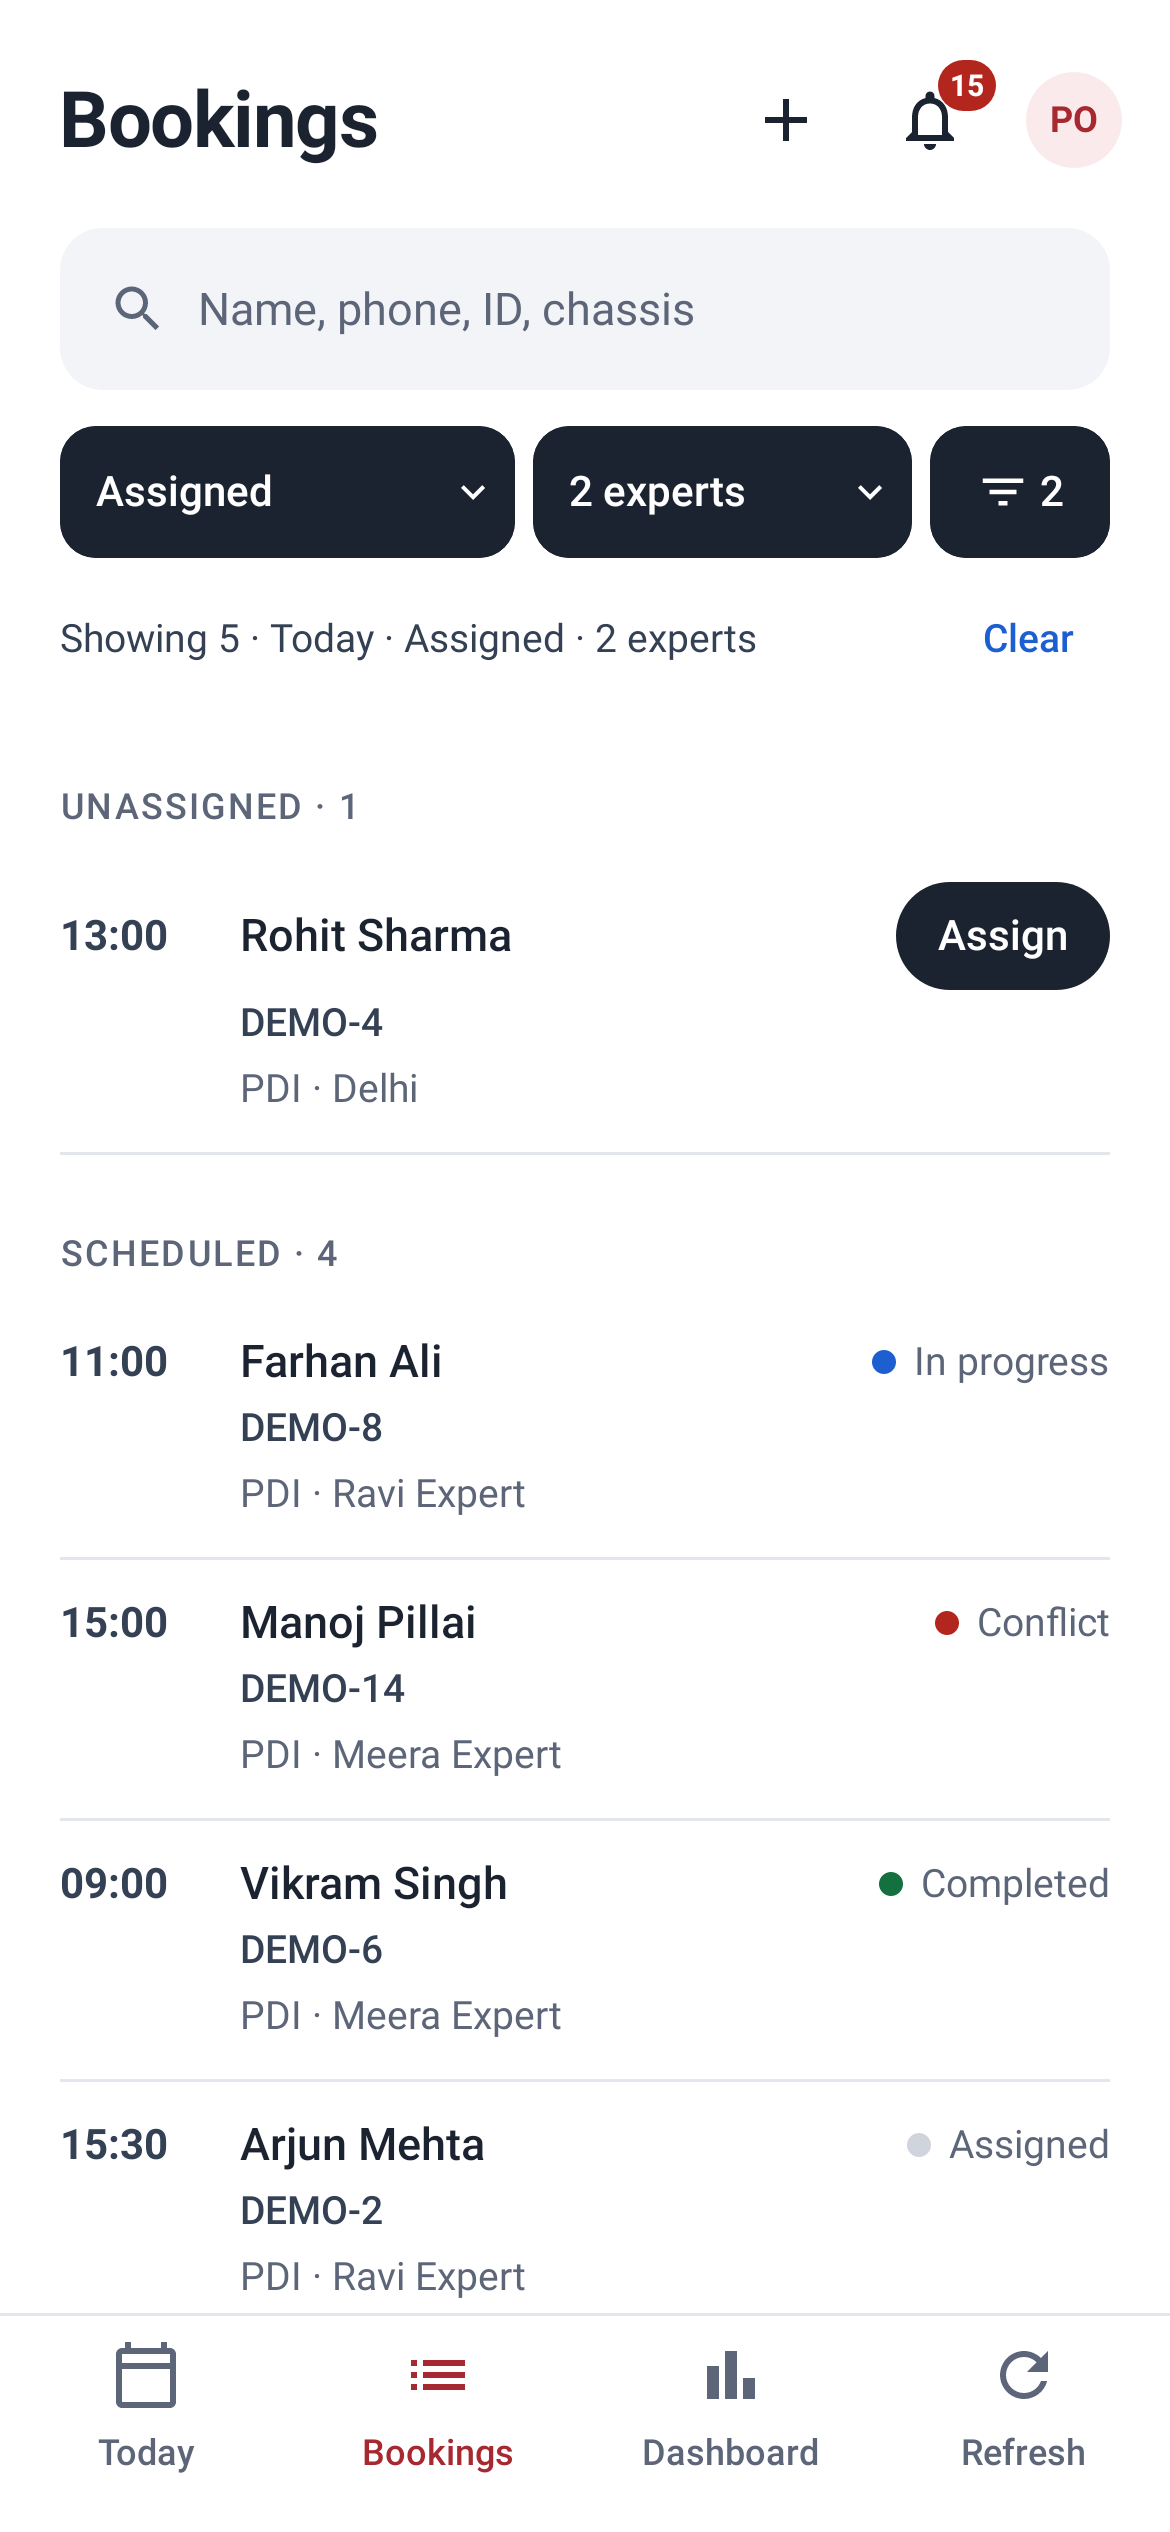 Bookings
15
PO
Name, phone, ID, chassis
Assigned
2 experts
2
Showing 5 · Today · Assigned · 2 experts
Clear
UNASSIGNED · 1
13:00
Rohit Sharma
Assign
DEMO-4
PDI · Delhi
SCHEDULED · 4
11:00
Farhan Ali
In progress
DEMO-8
PDI · Ravi Expert
15:00
Manoj Pillai
Conflict
DEMO-14
PDI · Meera Expert
09:00
Vikram Singh
Completed
DEMO-6
PDI · Meera Expert
15:30
Arjun Mehta
Assigned
DEMO-2
PDI · Ravi Expert
Today
Bookings
Dashboard
Refresh